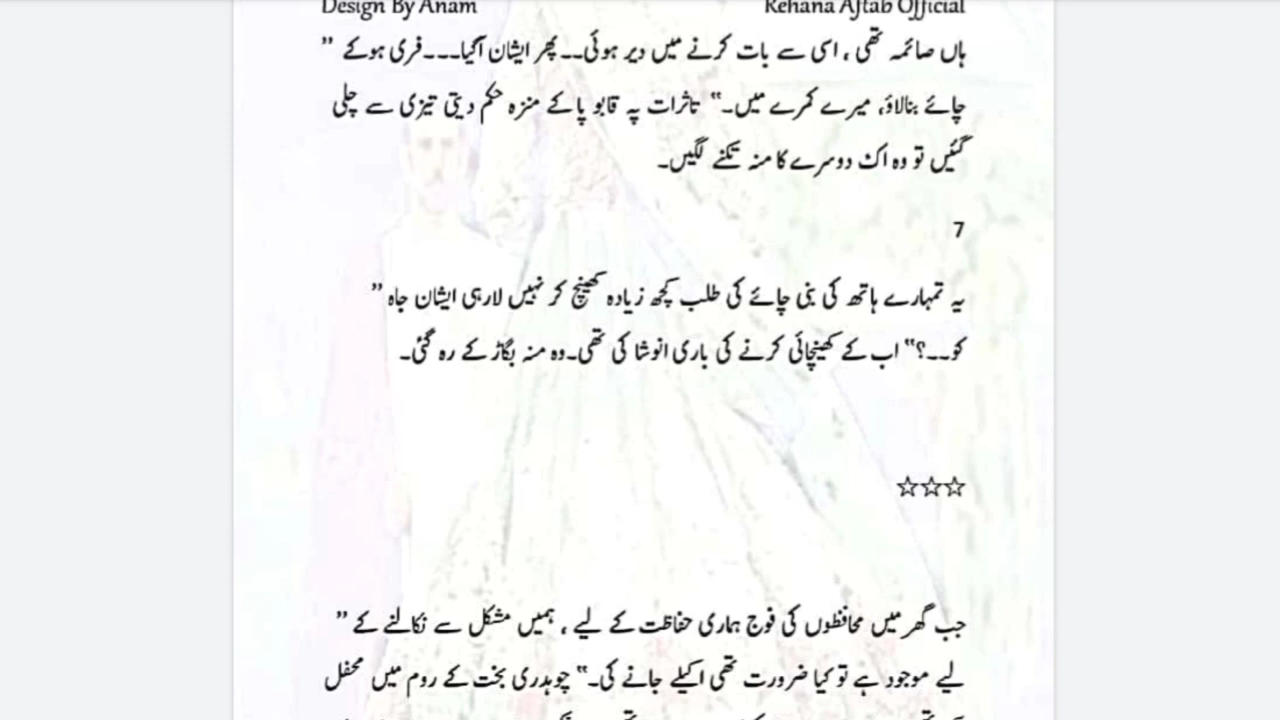 Design By Anam Rehana Aftab Official
ہاں صائمہ تھی ، اسی سے بات کرنے میں دیر ہوئی۔۔پھر ایشان آگیا۔۔۔فری ہوکے ”
چائے بنالاؤ، میرے کمرے میں۔“ تاثرات پہ قابو پاکے منزہ حکم دیتی تیزی سے چلی
گئیں تو وہ اک دوسرے کا منہ تکنے لگیں۔
7
یہ تمہارے ہاتھ کی بنی چائے کی طلب کچھ زیادہ کھینچ کر نہیں لارہی ایشان جاہ ”
کو۔۔؟“ اب کے کھینچائی کرنے کی باری انوشا کی تھی۔وہ منہ بگاڑ کے رہ گئی۔
☆☆☆
جب گھر میں محافظوں کی فوج ہماری حفاظت کے لیے ، ہمیں مشکل سے نکالنے کے ”
لیے موجود ہے تو کیا ضرورت تھی اکیلے جانے کی۔“ چوہدری بخت کے روم میں محفل